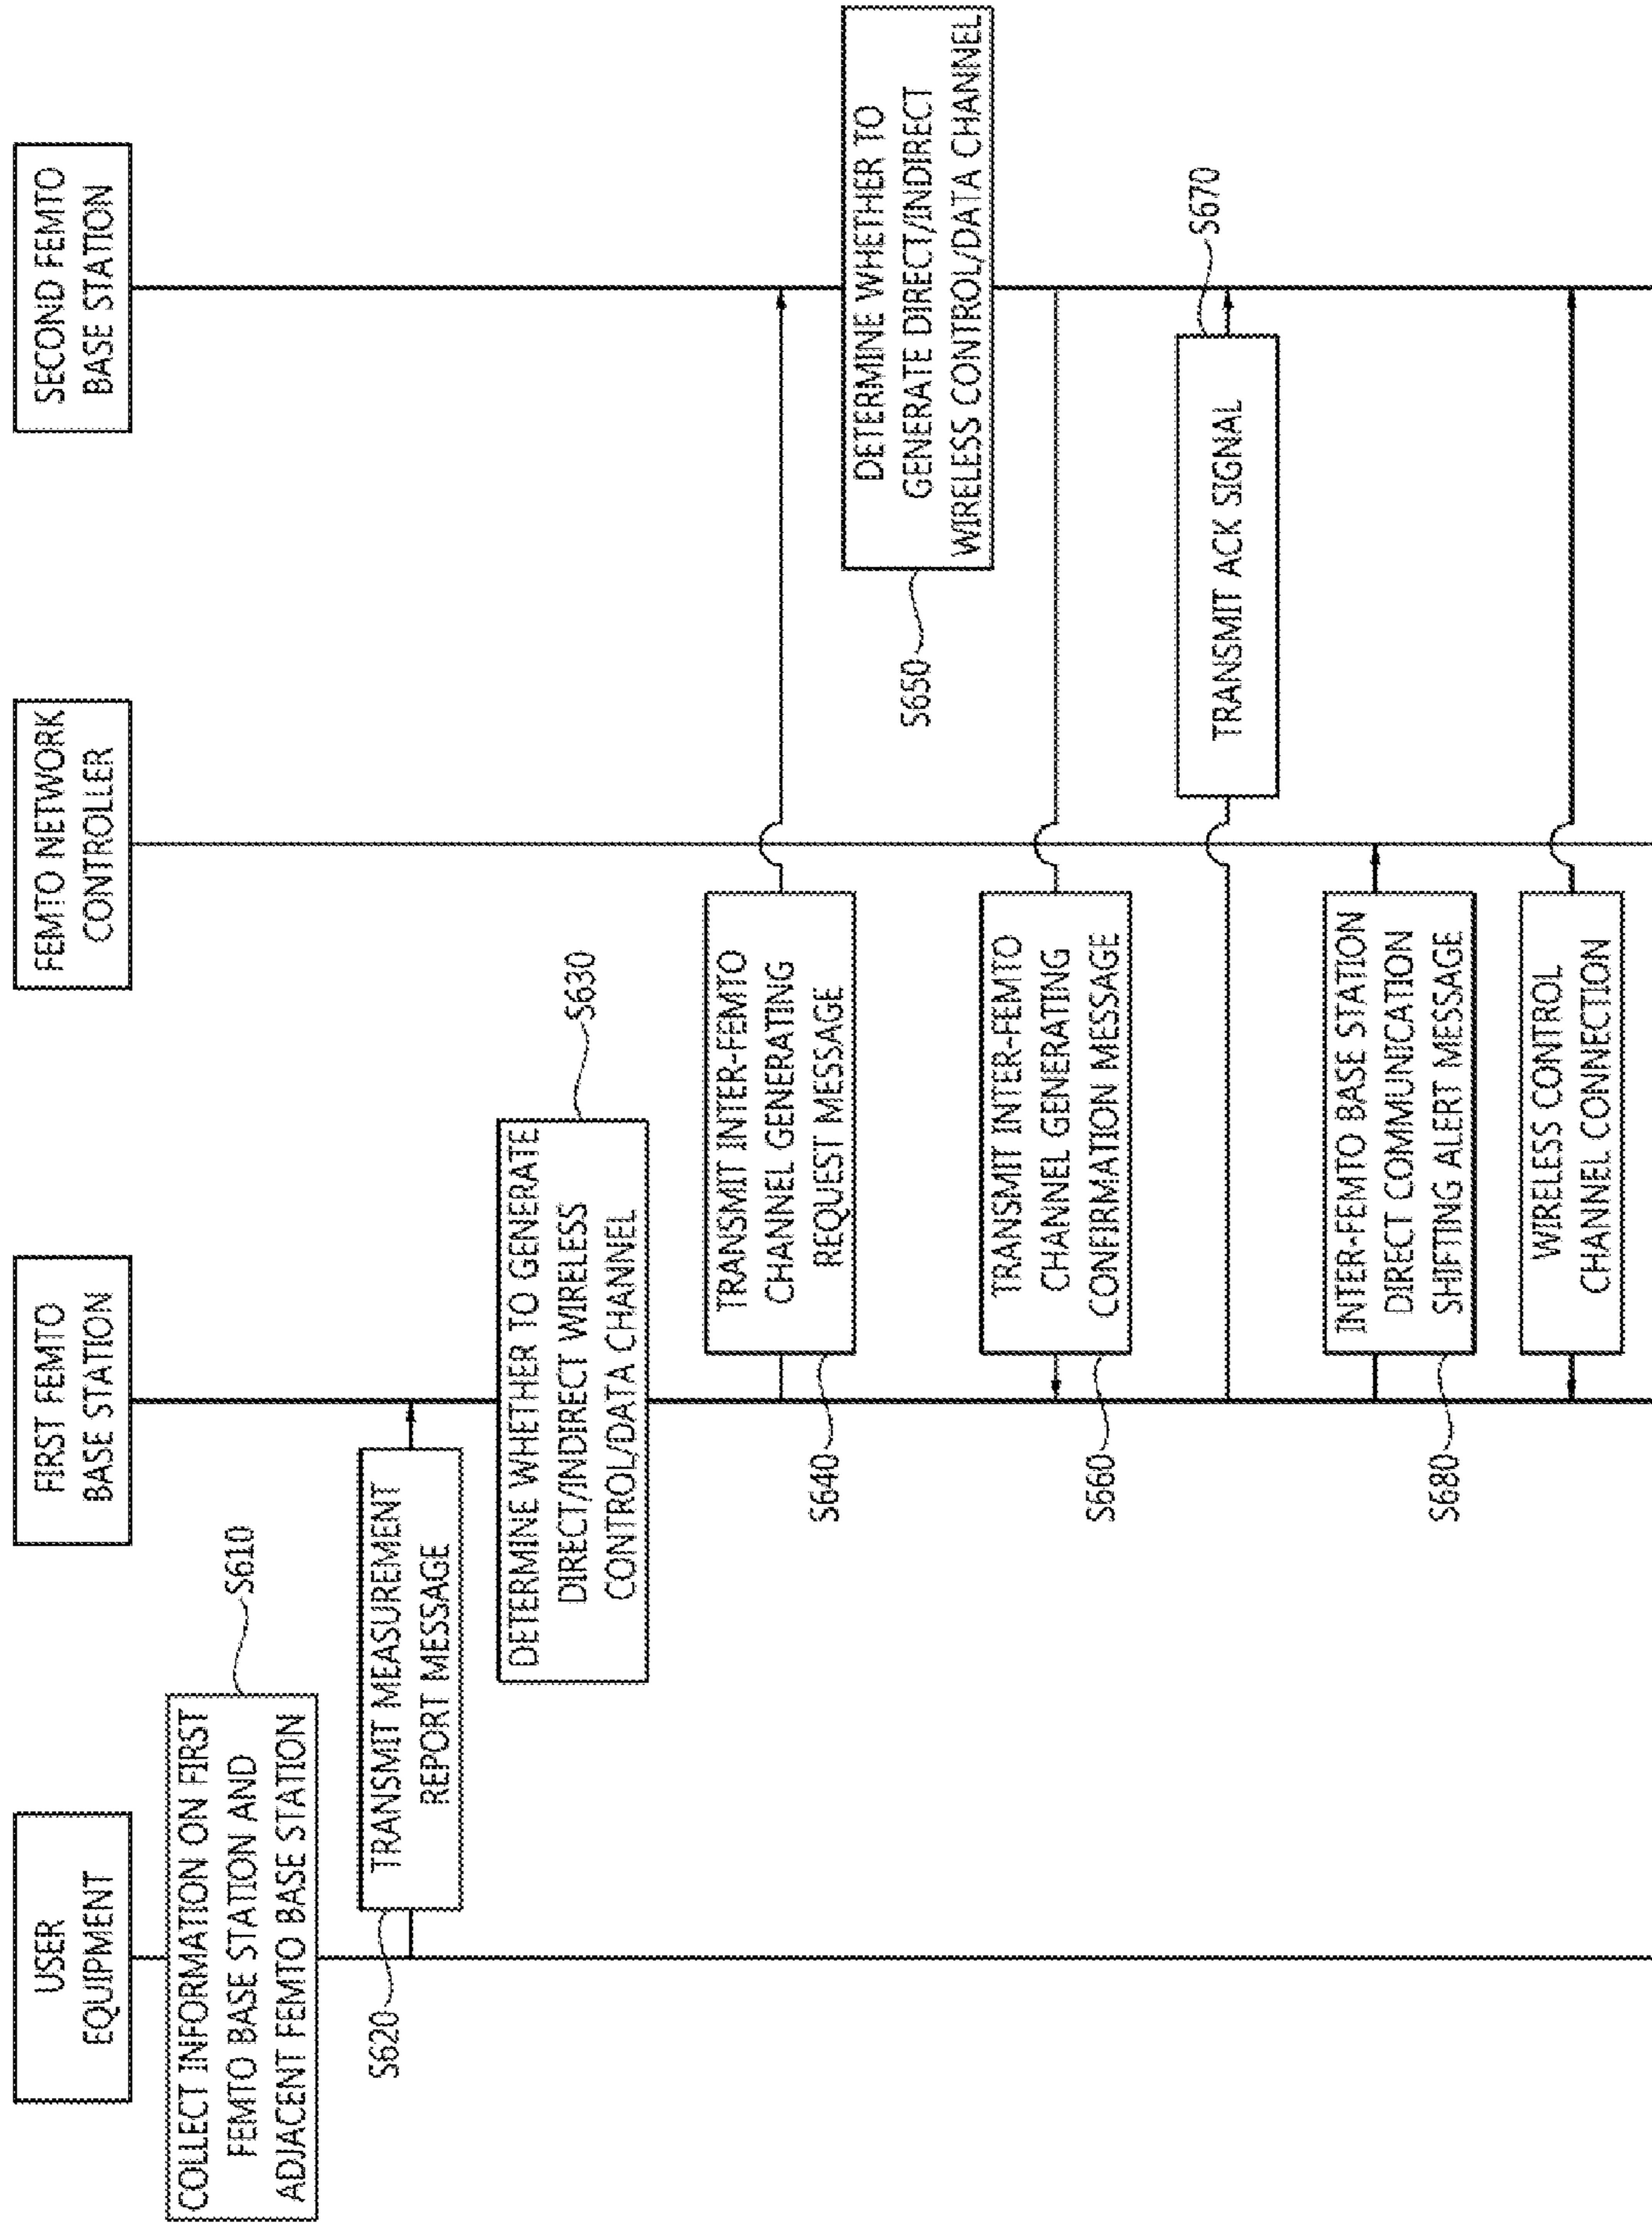 USER
EQUIPMENT
FIRST FEMTO
BASE STATION
FEMTO NETWORK
CONTROLLER
SECOND FEMTO
BASE STATION
COLLECT INFORMATION ON FIRST
FEMTO BASE STATION AND
ADJACENT FEMTO BASE STATION
S610
S620
TRANSMIT MEASUREMENT
REPORT MESSAGE
DETERMINE WHETHER TO GENERATE
DIRECT/INDIRECT WIRELESS
CONTROL/DATA CHANNEL
S630
S640
TRANSMIT INTER-FEMTO
CHANNEL GENERATING
REQUEST MESSAGE
S650
DETERMINE WHETHER TO
GENERATE DIRECT/INDIRECT
WIRELESS CONTROL/DATA CHANNEL
S660
TRANSMIT INTER-FEMTO
CHANNEL GENERATING
CONFIRMATION MESSAGE
TRANSMIT ACK SIGNAL
S670
S680
INTER-FEMTO BASE STATION
DIRECT COMMUNICATION
SHIFTING ALERT MESSAGE
WIRELESS CONTROL
CHANNEL CONNECTION